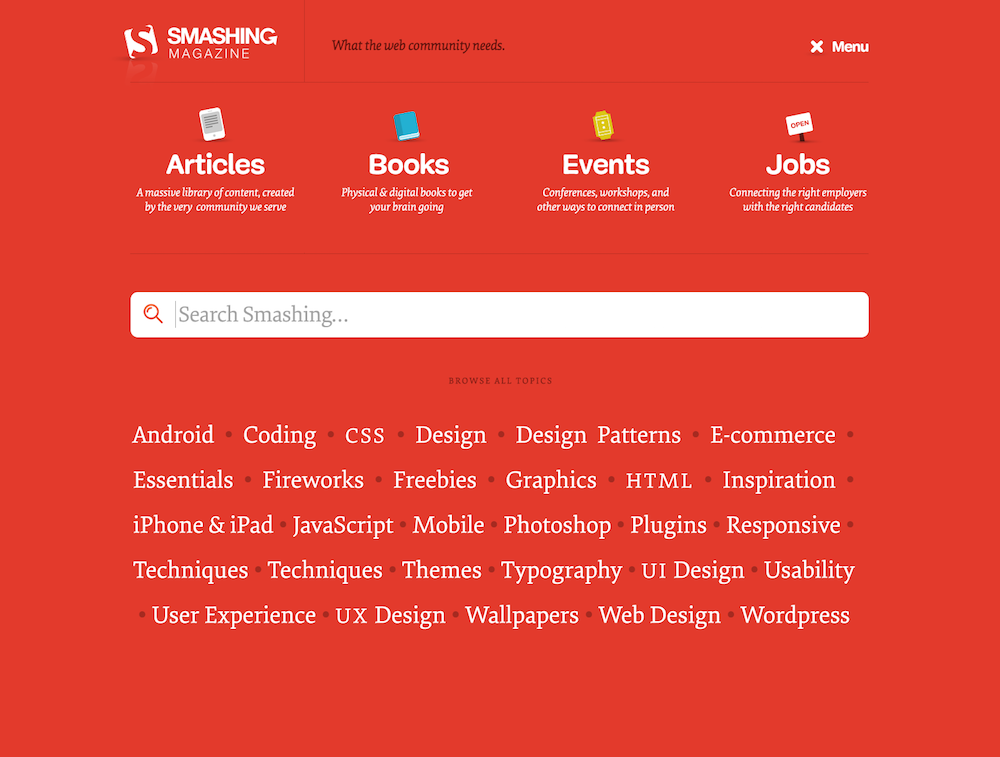 SMASHING
MAGAZINE
What the web community needs.
Menu
OPEN
Articles
A massive library of content, created
by the very community we serve
Books
Physical & digital books to get
your brain going
Events
Conferences, workshops, and
other ways to connect in person
Jobs
Connecting the right employers
with the right candidates
Search Smashing...
BROWSE ALL TOPICS
Android • Coding • CSS • Design • Design Patterns • E-commerce •
Essentials • Fireworks • Freebies • Graphics • HTML • Inspiration •
iPhone & iPad • JavaScript • Mobile • Photoshop • Plugins • Responsive •
Techniques • Techniques • Themes • Typography • UI Design • Usability
• User Experience • UX Design • Wallpapers • Web Design • Wordpress